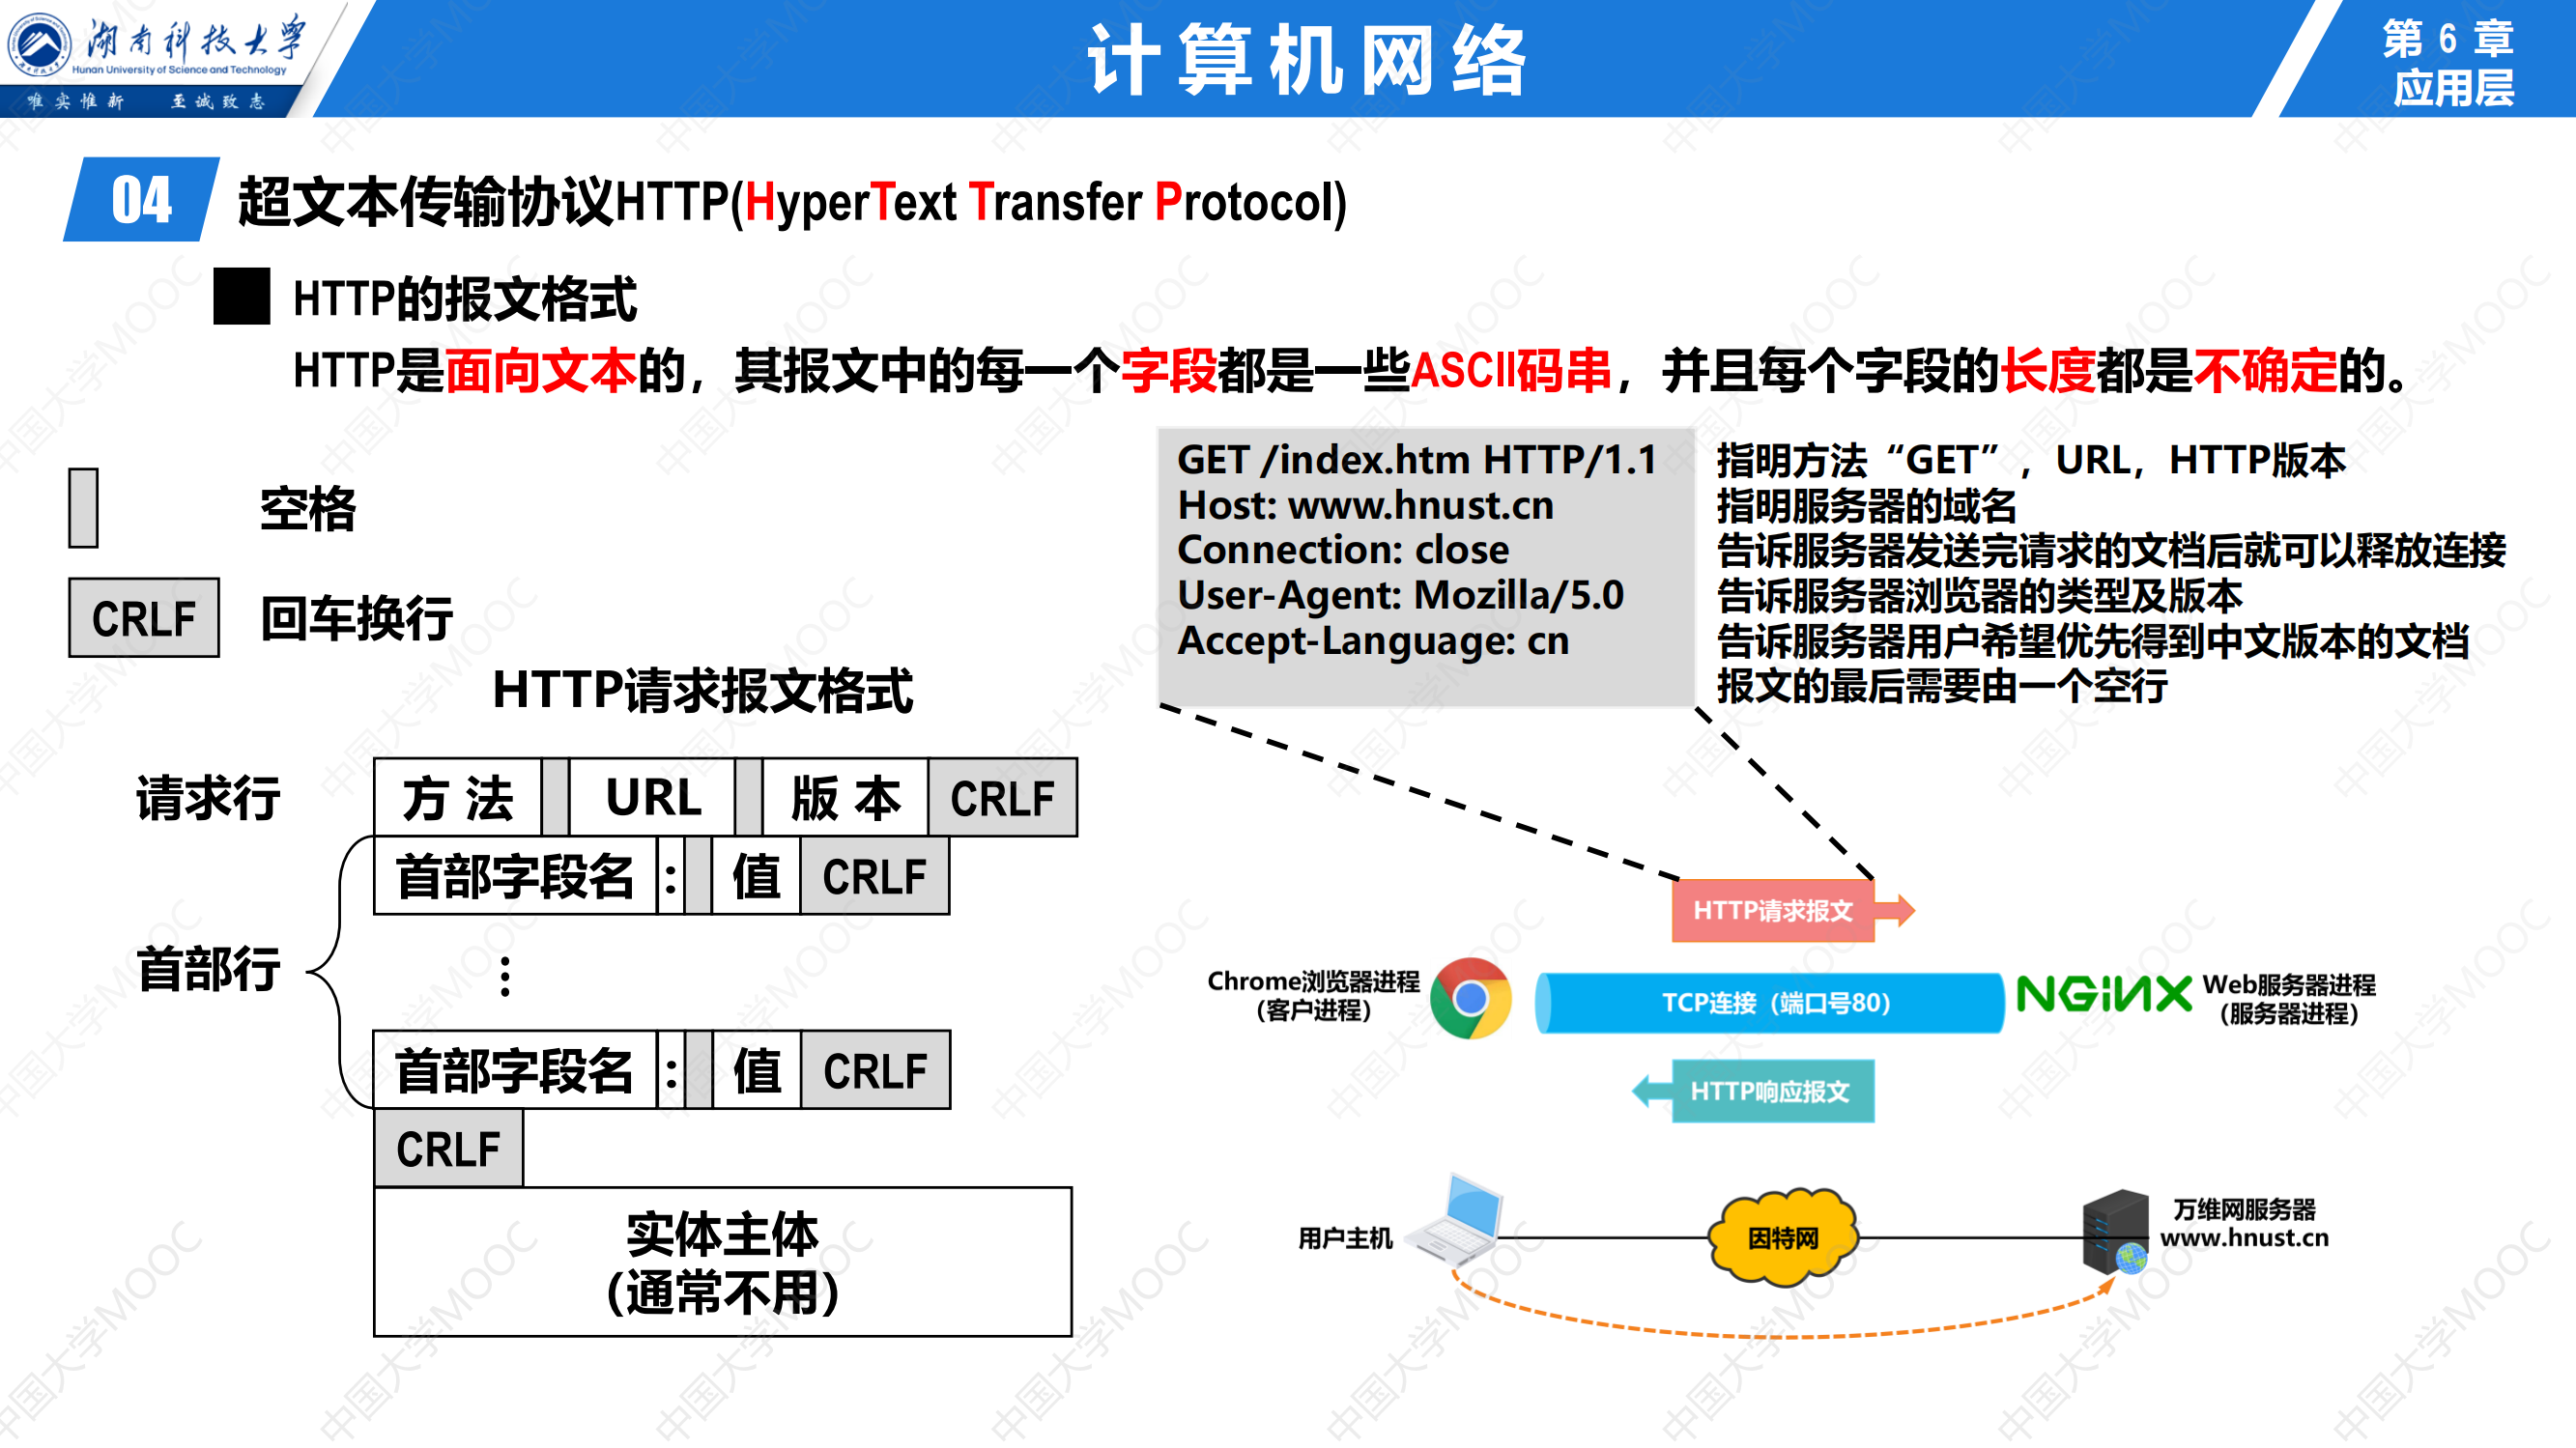 湖南科技大学
Hunan University of Science and Technology
唯实惟新 至诚致志
计算机网络
第 6 章
应用层
04 超文本传输协议HTTP(HyperText Transfer Protocol)
HTTP的报文格式
HTTP是面向文本的，其报文中的每一个字段都是一些ASCII码串，并且每个字段的长度都是不确定的。
空格
CRLF 回车换行
GET /index.htm HTTP/1.1 指明方法“GET”，URL，HTTP版本
Host: www.hnust.cn 指明服务器的域名
Connection: close 告诉服务器发送完请求的文档后就可以释放连接
User-Agent: Mozilla/5.0 告诉服务器浏览器的类型及版本
Accept-Language: cn 告诉服务器用户希望优先得到中文版本的文档
报文的最后需要由一个空行
HTTP请求报文格式
请求行 方 法 URL 版 本 CRLF
首部字段名 : 值 CRLF
首部行
⋮
首部字段名 : 值 CRLF
CRLF
实体主体
(通常不用)
HTTP请求报文
Chrome浏览器进程
（客户进程）
TCP连接（端口号80）
NGiNX
Web服务器进程
（服务器进程）
HTTP响应报文
用户主机
因特网
万维网服务器
www.hnust.cn
中国大学MOOC